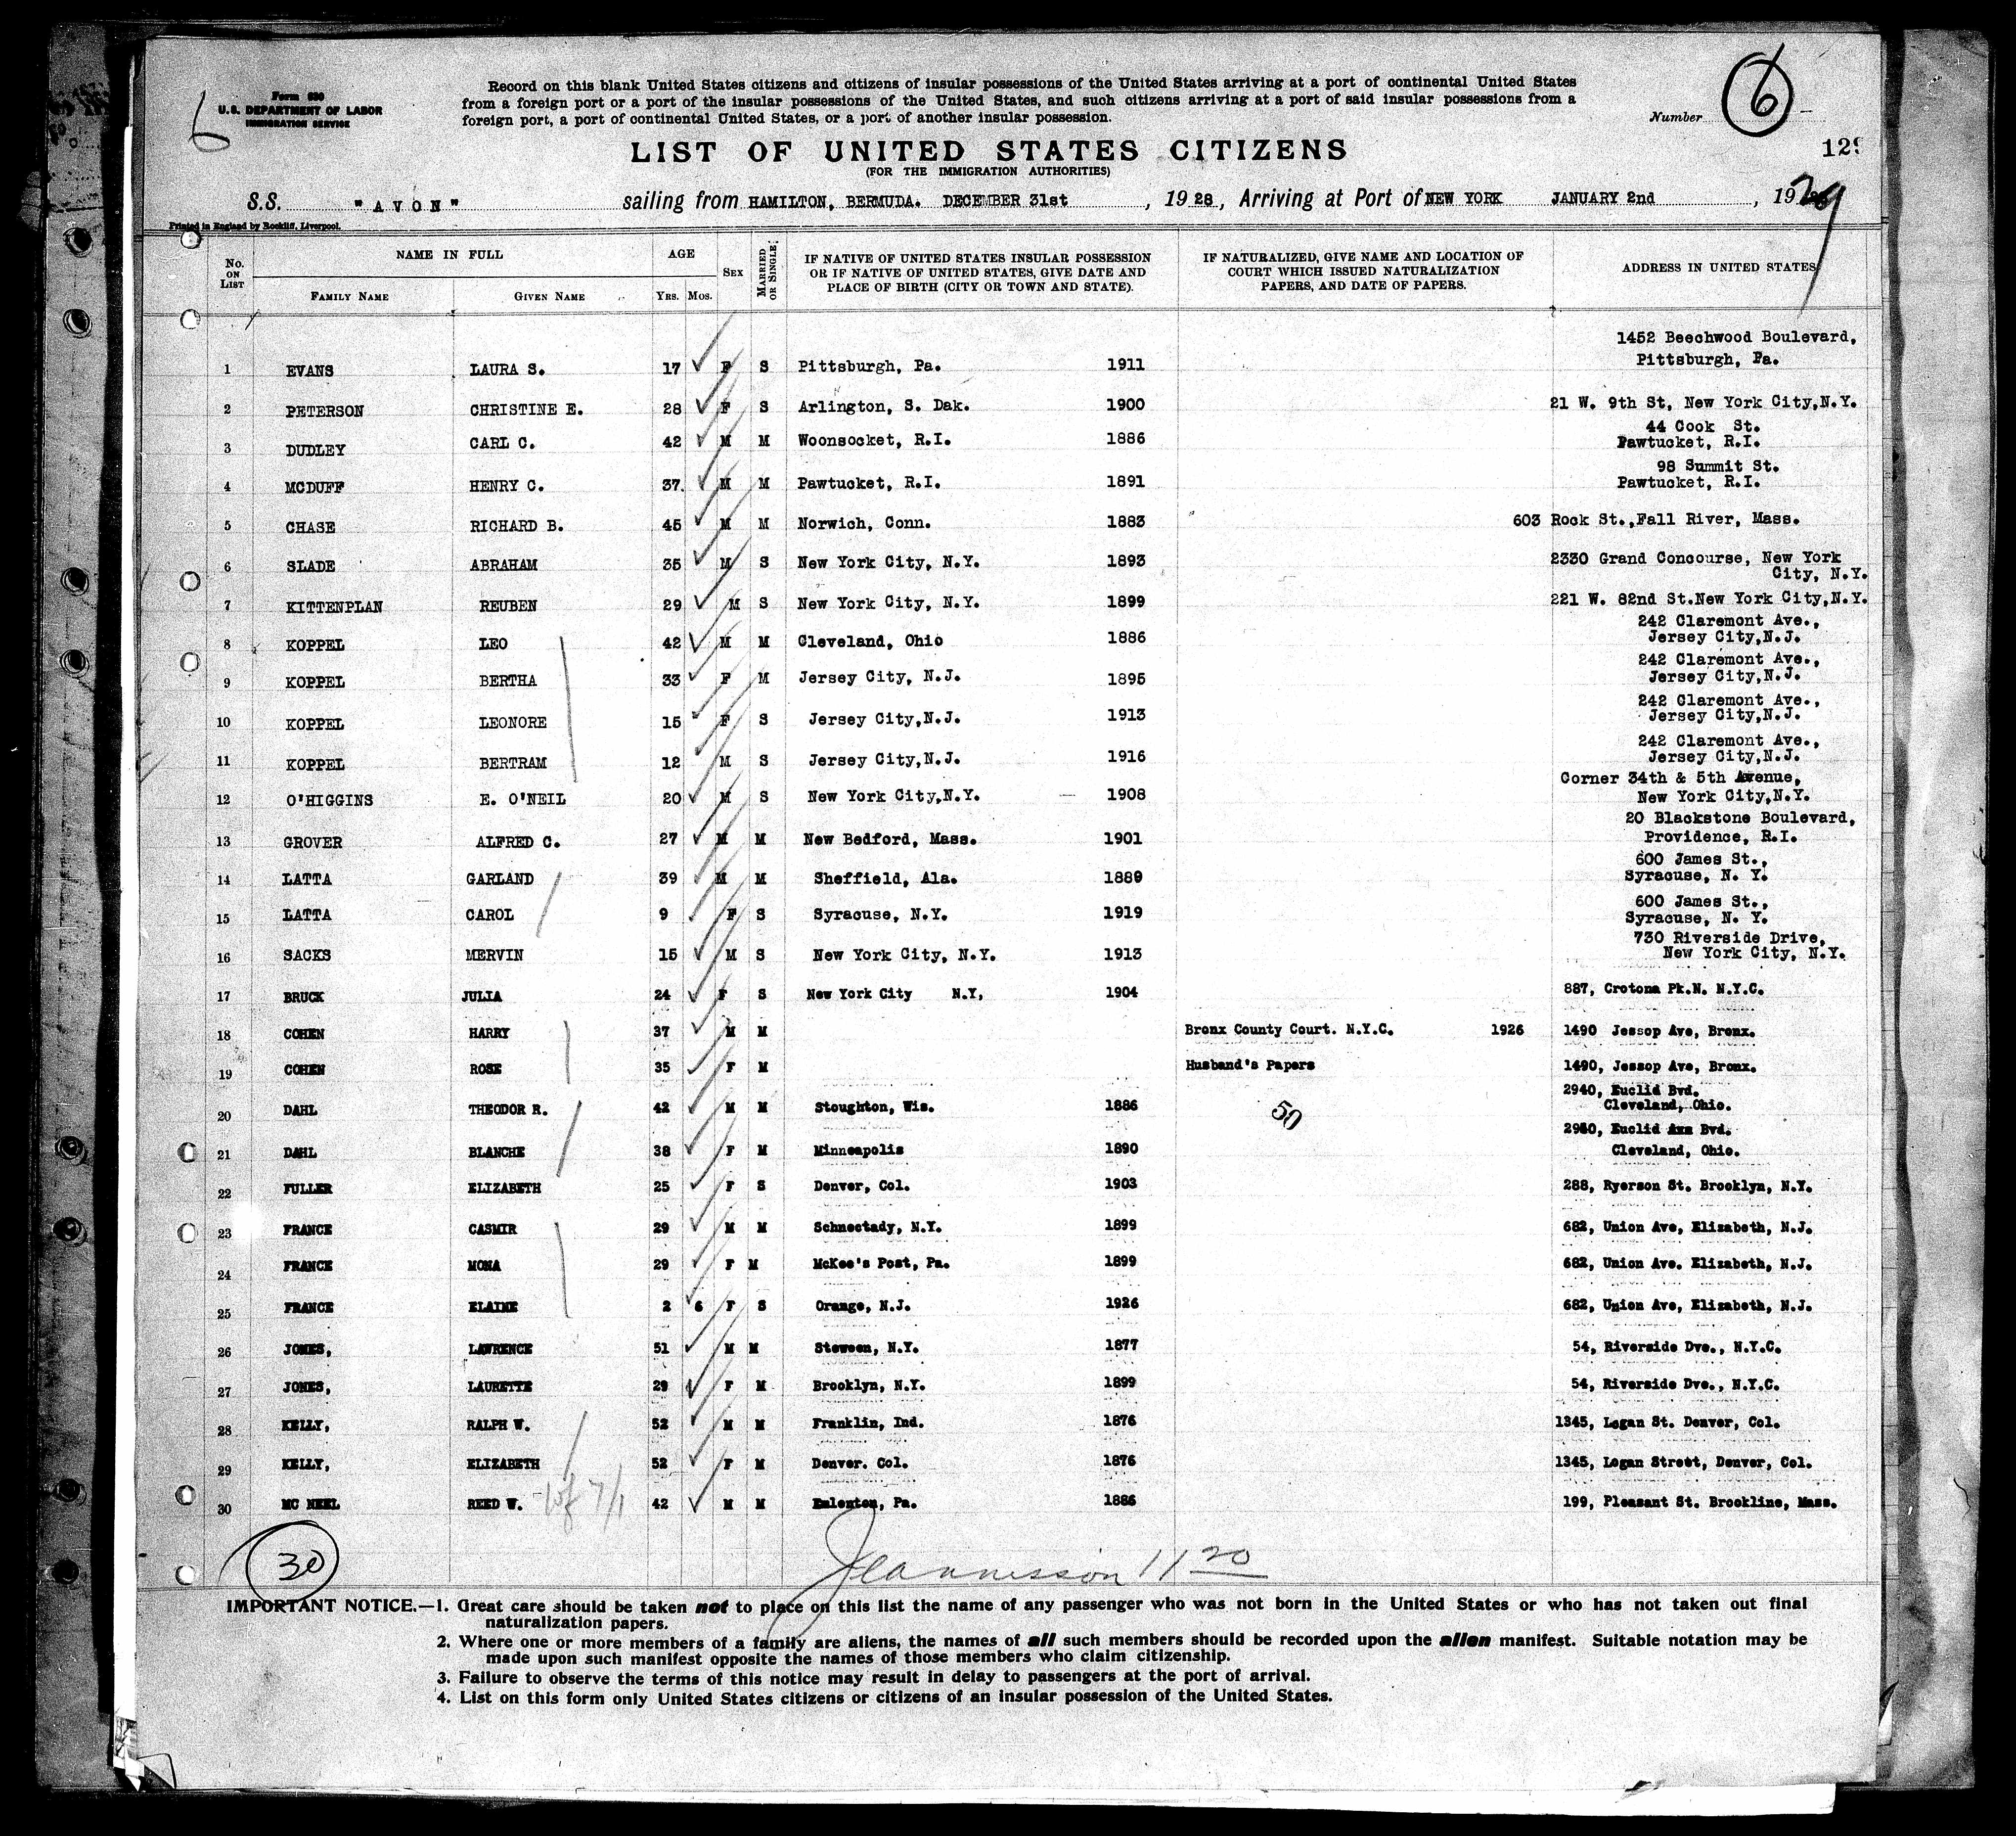 6
Form 630
U.S. DEPARTMENT OF LABOR
IMMIGRATION SERVICE
Record on this blank United States citizens and citizens of insular possessions of the United States arriving at a port of continental United States
from a foreign port or a port of the insular possessions of the United States, and such citizens arriving at a port of said insular possessions from a
foreign port, a port of continental United States, or a port of another insular possession.
Number 6
129
LIST OF UNITED STATES CITIZENS
(FOR THE IMMIGRATION AUTHORITIES)
S.S. "AVON" sailing from HAMILTON, BERMUDA. DECEMBER 31st, 1928, Arriving at Port of NEW YORK JANUARY 2nd, 1929
Printed in England by Rockliff, Liverpool.
No. ON LIST NAME IN FULL AGE SEX MARRIED OR SINGLE IF NATIVE OF UNITED STATES INSULAR POSSESSION OR IF NATIVE OF UNITED STATES, GIVE DATE AND PLACE OF BIRTH (CITY OR TOWN AND STATE). IF NATURALIZED, GIVE NAME AND LOCATION OF COURT WHICH ISSUED NATURALIZATION PAPERS, AND DATE OF PAPERS. ADDRESS IN UNITED STATES
FAMILY NAME GIVEN NAME YRS. MOS.
1 EVANS LAURA S. 17 F S Pittsburgh, Pa. 1911 1452 Beechwood Boulevard, Pittsburgh, Pa.
2 PETERSON CHRISTINE E. 28 F S Arlington, S. Dak. 1900 21 W. 9th St, New York City,N.Y.
3 DUDLEY CARL C. 42 M M Woonsocket, R.I. 1886 44 Cook St. Pawtucket, R.I.
4 MCDUFF HENRY C. 37. M M Pawtucket, R.I. 1891 98 Summit St. Pawtucket, R.I.
5 CHASE RICHARD B. 45 M M Norwich, Conn. 1883 603 Rock St.,Fall River, Mass.
6 SLADE ABRAHAM 35 M S New York City, N.Y. 1893 2330 Grand Concourse, New York City, N.Y.
7 KITTENPLAN REUBEN 29 M S New York City, N.Y. 1899 221 W. 82nd St.New York City,N.Y.
8 KOPPEL LEO 42 M M Cleveland, Ohio 1886 242 Claremont Ave., Jersey City,N.J.
9 KOPPEL BERTHA 33 F M Jersey City, N.J. 1895 242 Claremont Ave., Jersey City,N.J.
10 KOPPEL LEONORE 15 F S Jersey City,N.J. 1913 242 Claremont Ave., Jersey City,N.J.
11 KOPPEL BERTRAM 12 M S Jersey City,N.J. 1916 242 Claremont Ave., Jersey City,N.J.
12 O'HIGGINS E. O'NEIL 20 M S New York City,N.Y. 1908 Corner 34th & 5th Avenue, New York City,N.Y.
13 GROVER ALFRED C. 27 M M New Bedford, Mass. 1901 20 Blackstone Boulevard, Providence, R.I.
14 LATTA GARLAND 39 M M Sheffield, Ala. 1889 600 James St., Syracuse, N. Y.
15 LATTA CAROL 9 F S Syracuse, N.Y. 1919 600 James St., Syracuse, N. Y.
16 SACKS MERVIN 15 M S New York City, N.Y. 1913 730 Riverside Drive, New York City, N.Y.
17 BRUCK JULIA 24 F S New York City N.Y, 1904 887, Crotona Pk.N. N.Y.C.
18 COHEN HARRY 37 M M Bronx County Court. N.Y.C. 1926 1490 Jessop Ave, Bronx.
19 COHEN ROSE 35 F M Husband's Papers 1490, Jessop Ave, Bronx.
20 DAHL THEODOR R. 42 M M Stoughton, Wis. 1886 50 2940, Euclid Bvd. Cleveland, Ohio.
21 DAHL BLANCHE 38 F M Minneapolis 1890 2940, Euclid Bvd. Cleveland, Ohio.
22 FULLER ELIZABETH 25 F S Denver, Col. 1903 288, Ryerson St. Brooklyn, N.Y.
23 FRANCE CASMIR 29 M M Schnectady, N.Y. 1899 682, Union Ave, Elizabeth, N.J.
24 FRANCE MONA 29 F M McKee's Post, Pa. 1899 682, Union Ave. Elizabeth, N.J.
25 FRANCE ELAINE 2 6 F S Orange, N.J. 1926 682, Union Ave, Elizabeth, N.J.
26 JONES, LAWRENCE 51 M M N.Y. 1877 54, Riverside Dve., N.Y.C.
27 JONES, LAURETTE 29 F M Brooklyn, N.Y. 1899 54, Riverside Dve., N.Y.C.
28 KELLY, RALPH W. 52 M M Franklin, Ind. 1876 1345, Logan St. Denver, Col.
29 KELLY, ELIZABETH 52 F M Denver. Col. 1876 1345, Logan Street, Denver, Col.
30 MC NEEL REED W. 42 M M Emlenton, Pa. 1886 199, Pleasant St. Brookline, Mass.
30
Jeannisson 11 20
IMPORTANT NOTICE.—1. Great care should be taken not to place on this list the name of any passenger who was not born in the United States or who has not taken out final
naturalization papers.
2. Where one or more members of a family are aliens, the names of all such members should be recorded upon the alien manifest. Suitable notation may be
made upon such manifest opposite the names of those members who claim citizenship.
3. Failure to observe the terms of this notice may result in delay to passengers at the port of arrival.
4. List on this form only United States citizens or citizens of an insular possession of the United States.